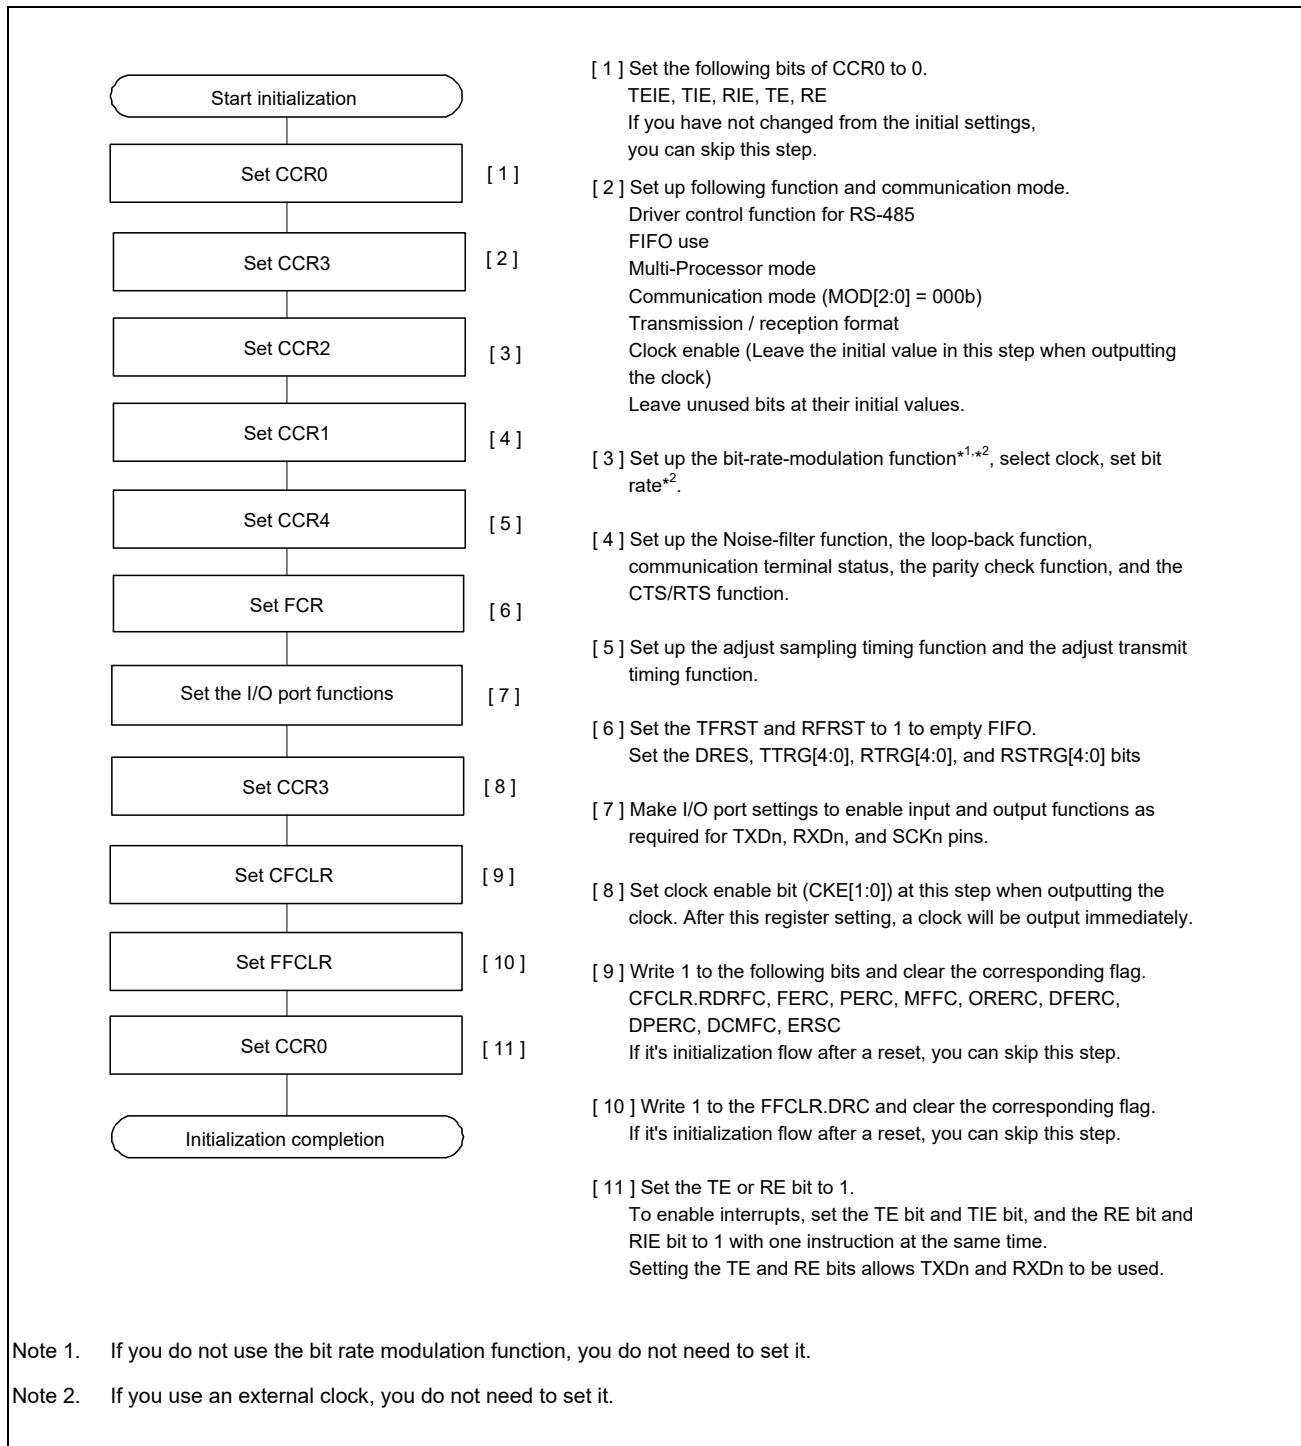 Start initialization
Set CCR0
[ 1 ]
Set CCR3
[ 2 ]
Set CCR2
[ 3 ]
Set CCR1
[ 4 ]
Set CCR4
[ 5 ]
Set FCR
[ 6 ]
Set the I/O port functions
[ 7 ]
Set CCR3
[ 8 ]
Set CFCLR
[ 9 ]
Set FFCLR
[ 10 ]
Set CCR0
[ 11 ]
Initialization completion
[ 1 ] Set the following bits of CCR0 to 0.
TEIE, TIE, RIE, TE, RE
If you have not changed from the initial settings,
you can skip this step.
[ 2 ] Set up following function and communication mode.
Driver control function for RS-485
FIFO use
Multi-Processor mode
Communication mode (MOD[2:0] = 000b)
Transmission / reception format
Clock enable (Leave the initial value in this step when outputting
the clock)
Leave unused bits at their initial values.
[ 3 ] Set up the bit-rate-modulation function*1,*2, select clock, set bit
rate*2.
[ 4 ] Set up the Noise-filter function, the loop-back function,
communication terminal status, the parity check function, and the
CTS/RTS function.
[ 5 ] Set up the adjust sampling timing function and the adjust transmit
timing function.
[ 6 ] Set the TFRST and RFRST to 1 to empty FIFO.
Set the DRES, TTRG[4:0], RTRG[4:0], and RSTRG[4:0] bits
[ 7 ] Make I/O port settings to enable input and output functions as
required for TXDn, RXDn, and SCKn pins.
[ 8 ] Set clock enable bit (CKE[1:0]) at this step when outputting the
clock. After this register setting, a clock will be output immediately.
[ 9 ] Write 1 to the following bits and clear the corresponding flag.
CFCLR.RDRFC, FERC, PERC, MFFC, ORERC, DFERC,
DPERC, DCMFC, ERSC
If it's initialization flow after a reset, you can skip this step.
[ 10 ] Write 1 to the FFCLR.DRC and clear the corresponding flag.
If it's initialization flow after a reset, you can skip this step.
[ 11 ] Set the TE or RE bit to 1.
To enable interrupts, set the TE bit and TIE bit, and the RE bit and
RIE bit to 1 with one instruction at the same time.
Setting the TE and RE bits allows TXDn and RXDn to be used.
Note 1. If you do not use the bit rate modulation function, you do not need to set it.
Note 2. If you use an external clock, you do not need to set it.